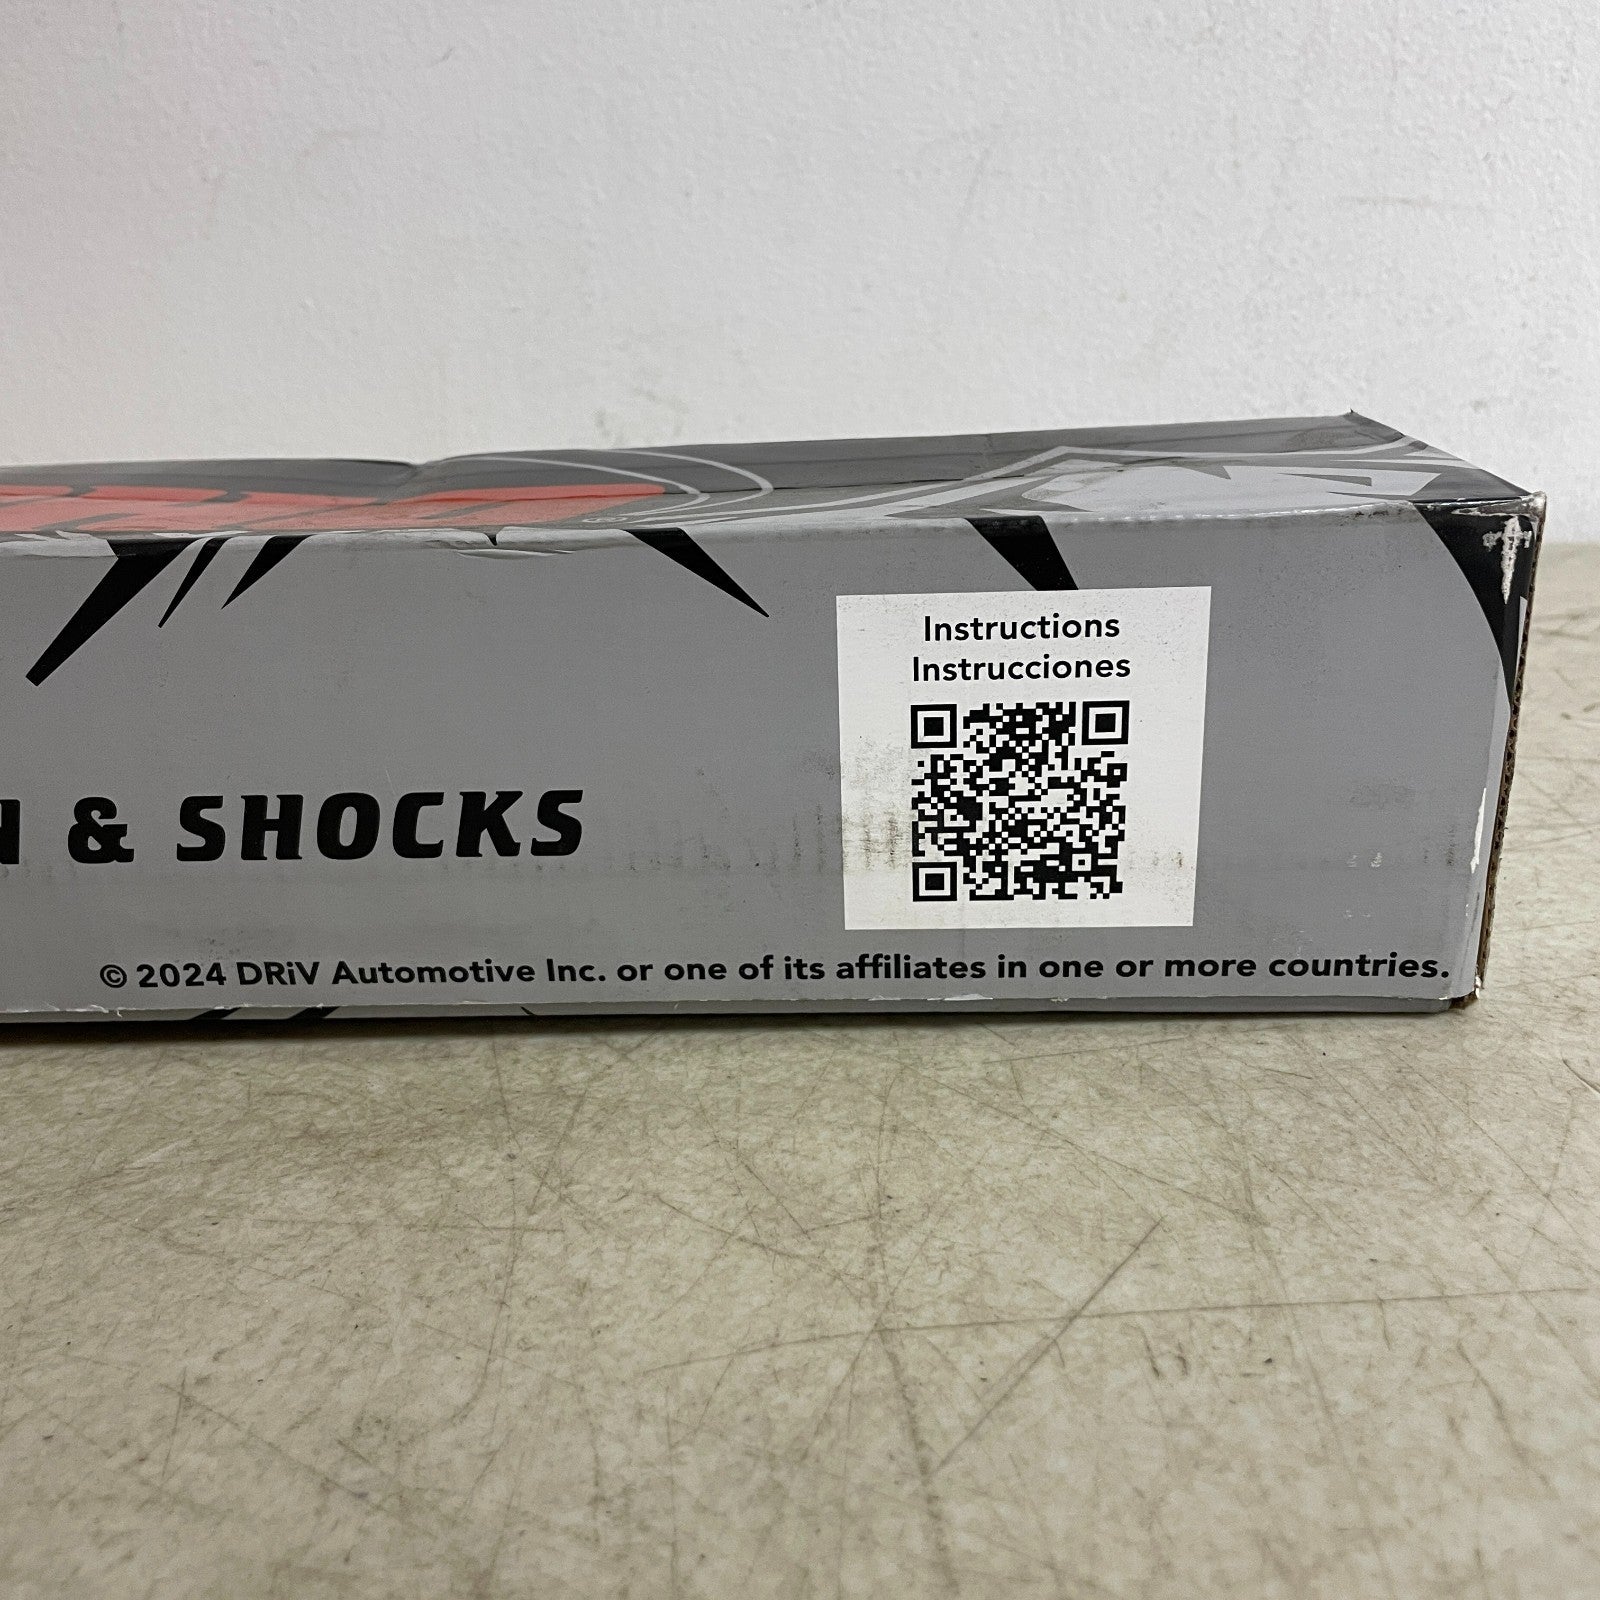 Instructions
Instrucciones
& SHOCKS
© 2024 DRiV Automotive Inc. or one of its affiliates in one or more countries.